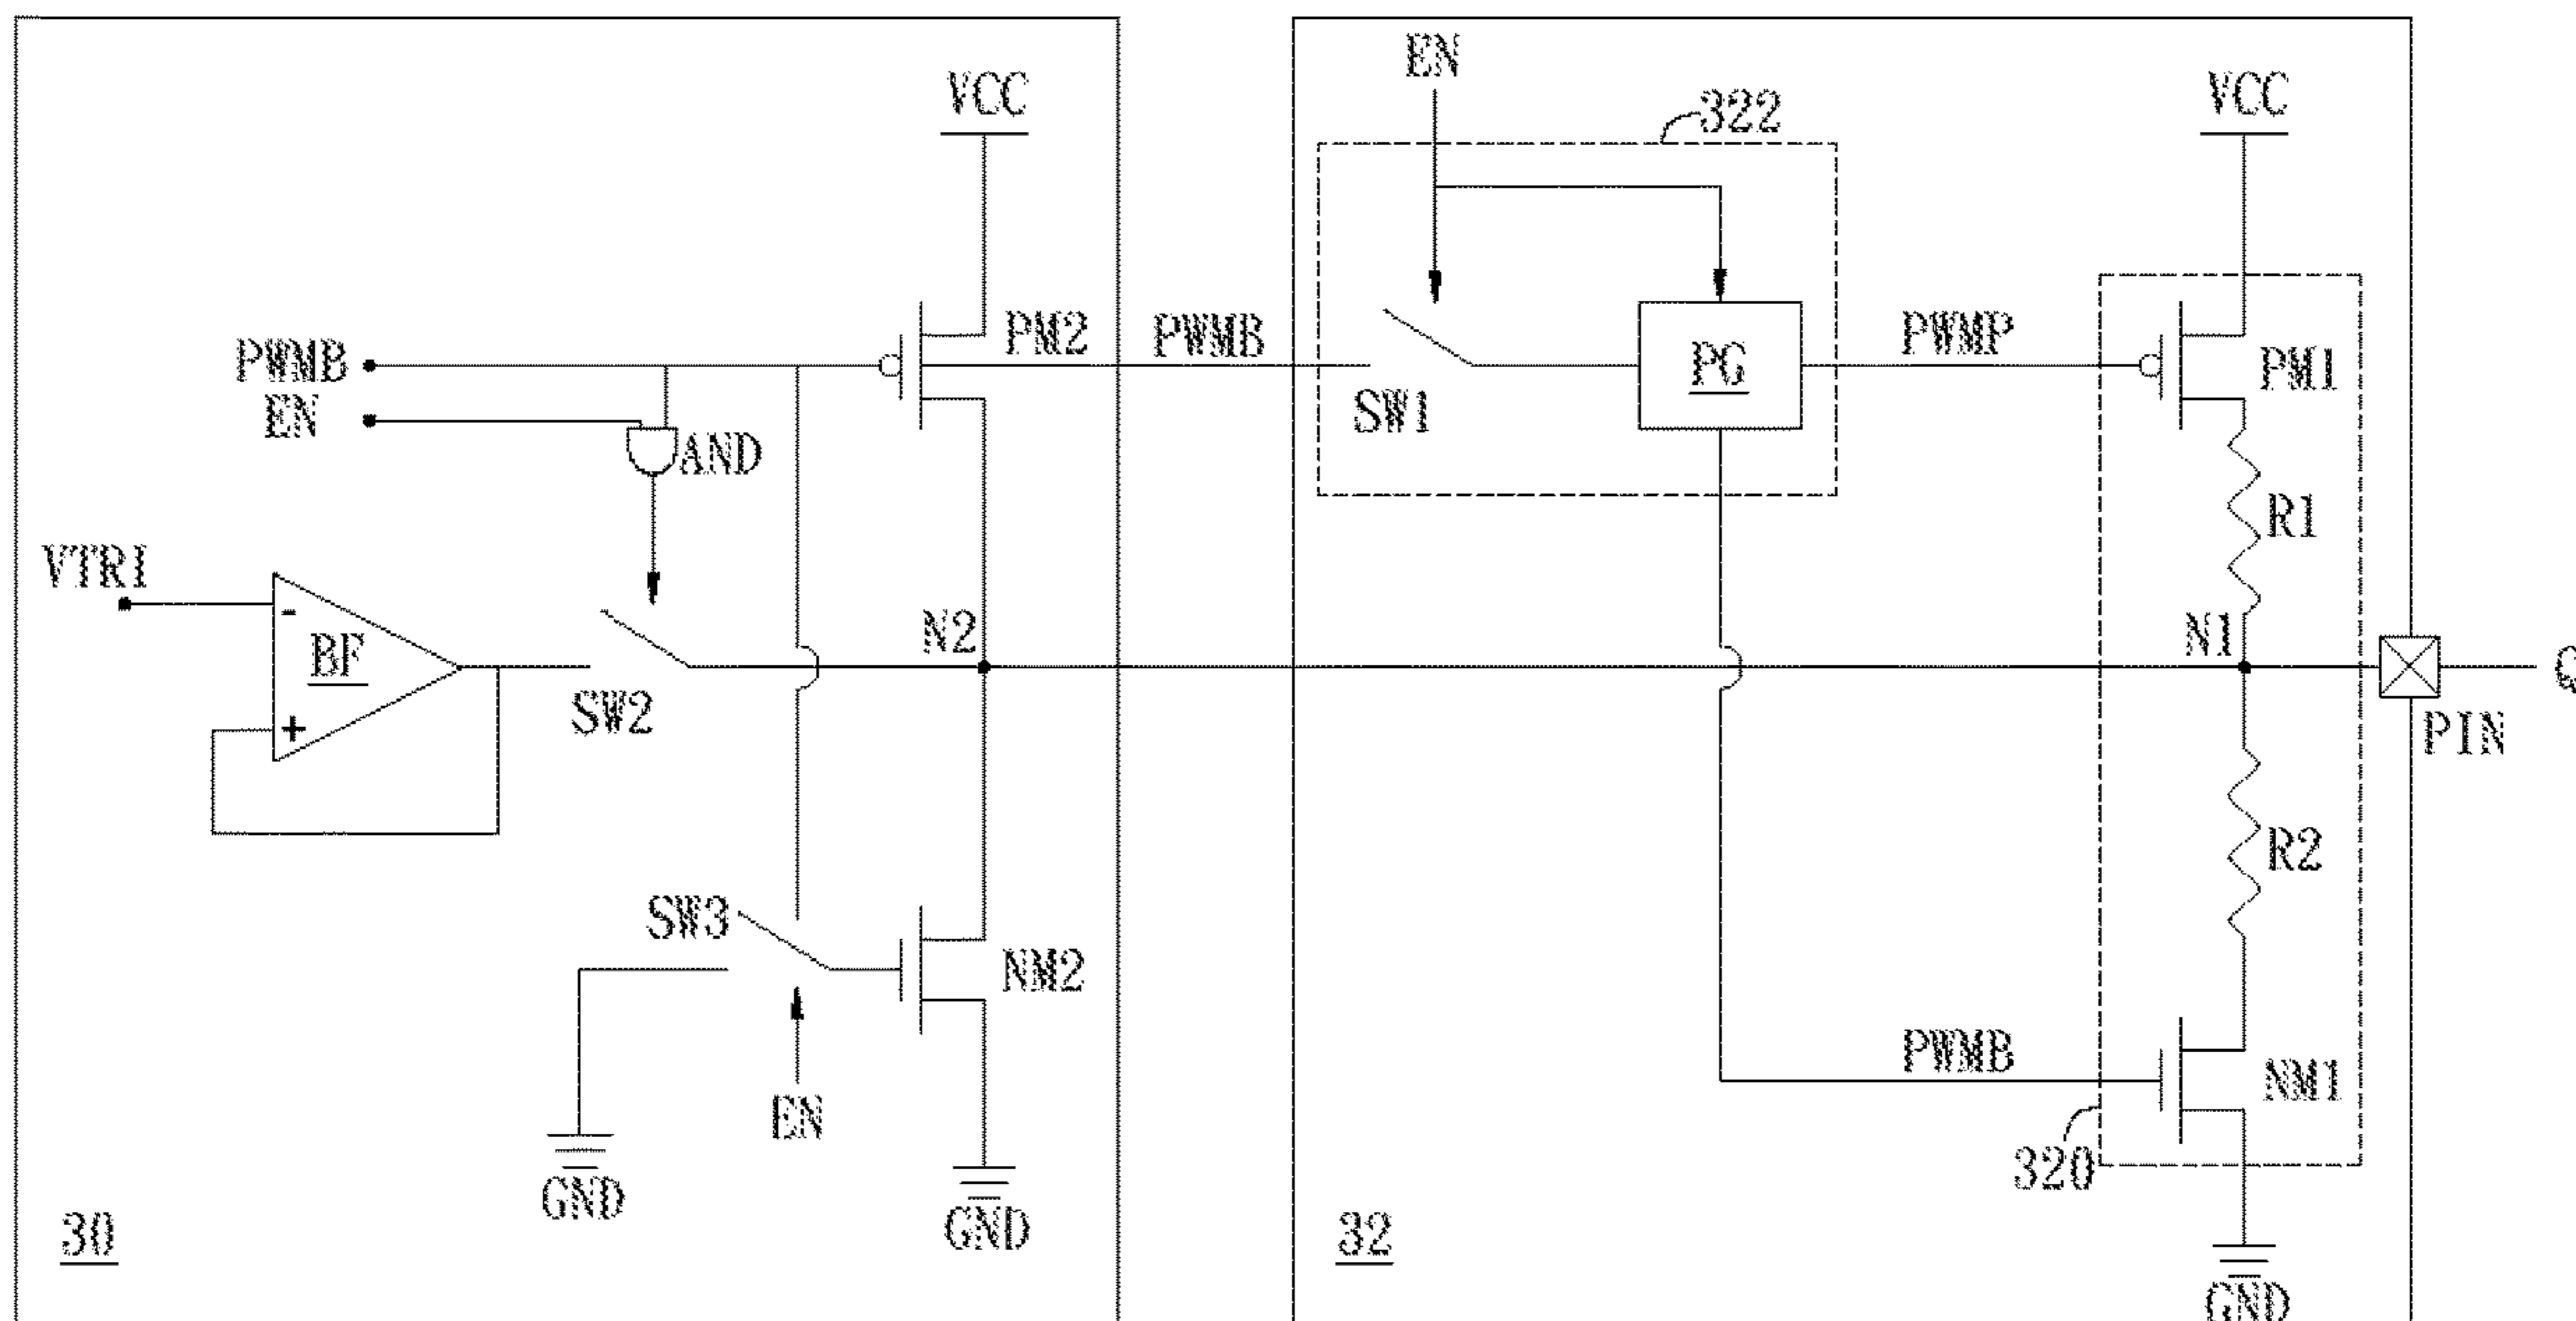 EN
VCC
VCC
322
PWMB
PM2
PWMB
PWMP
PG
PM1
EN
SW1
AND
R1
VTRI
-
BF
N2
N1
Q
+
SW2
PIN
R2
SW3
NM2
PWMB
NM1
EN
320
GND
GND
30
32
GND